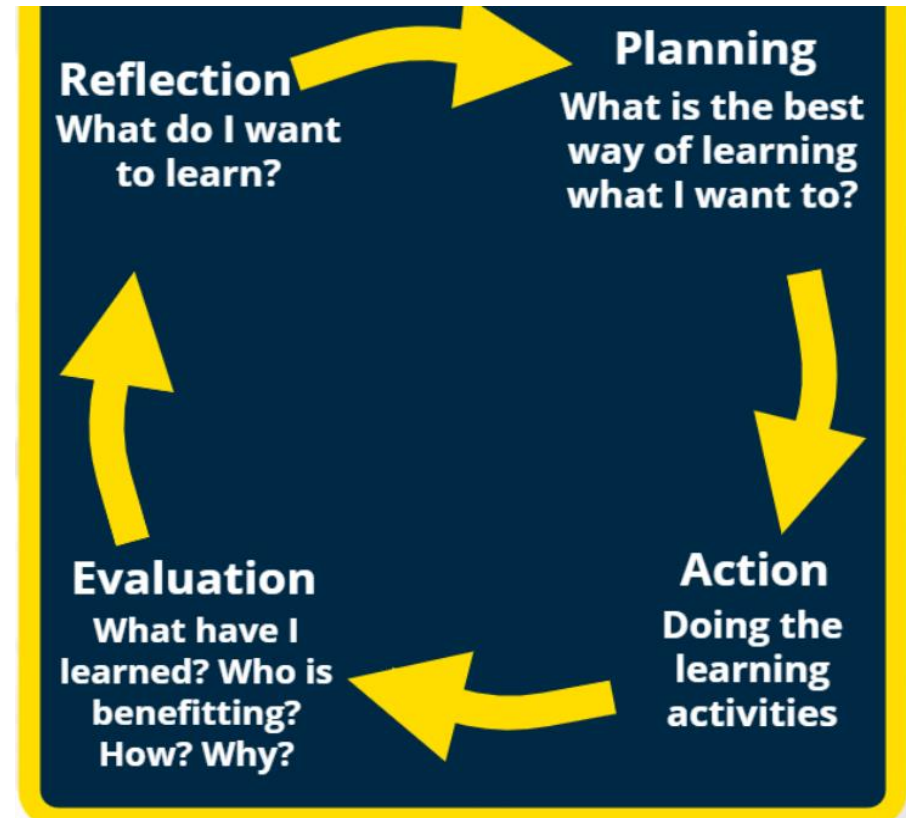 Reflection
What do I want
to learn?
Planning
What is the best
way of learning
what I want to?
Action
Doing the
learning
activities
Evaluation
What have I
learned? Who is
benefitting?
How? Why?